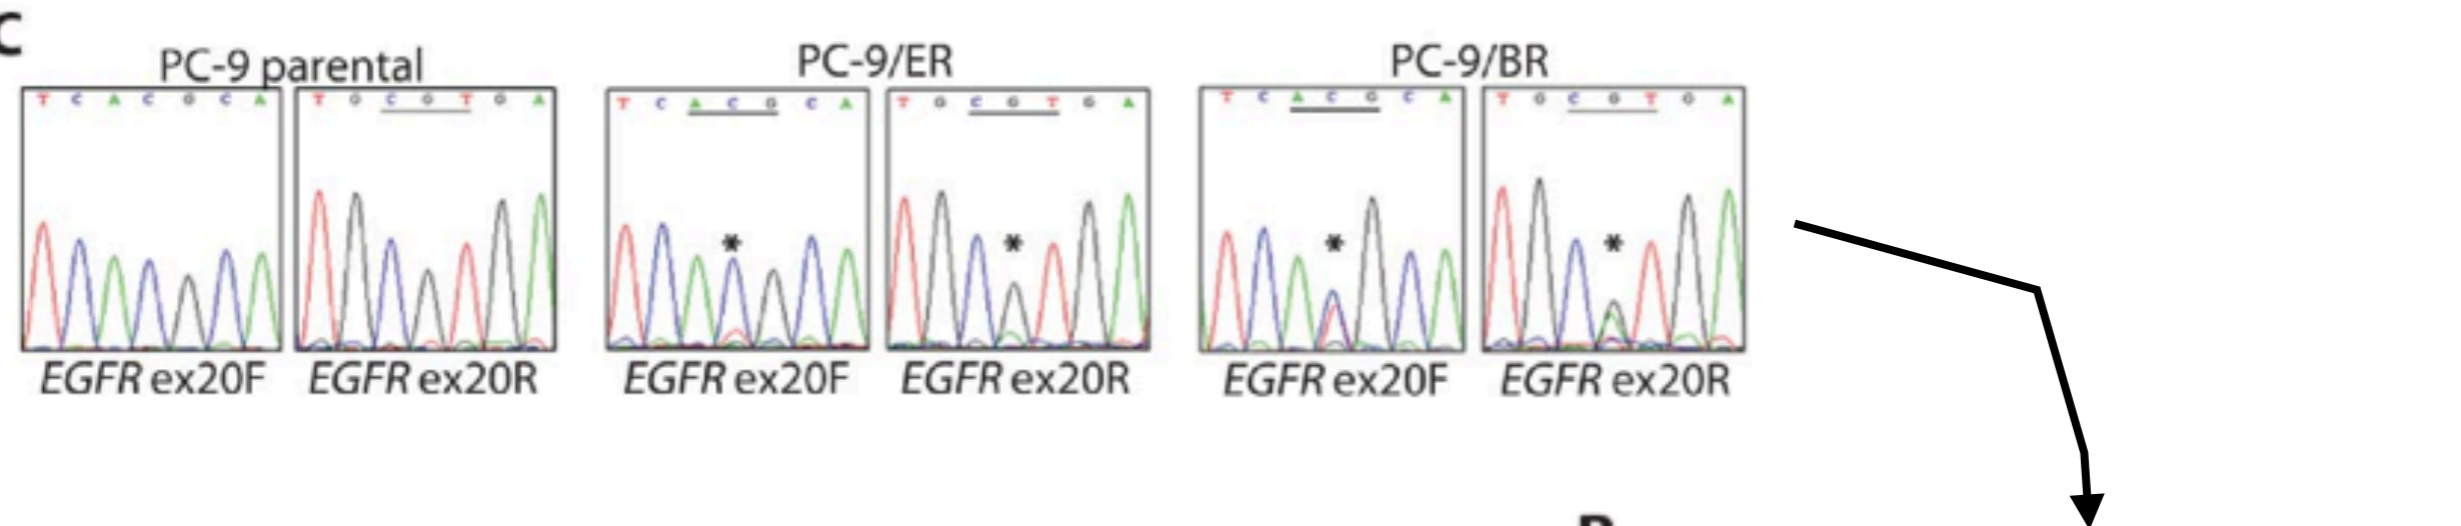 C
PC-9 parental
PC-9/ER
PC-9/BR
T C A C G C A
T G C G T G A
T C A C G C A
T G C G T G A
T C A C G C A
T G C G T G A
*
*
*
*
EGFR ex20F
EGFR ex20R
EGFR ex20F
EGFR ex20R
EGFR ex20F
EGFR ex20R